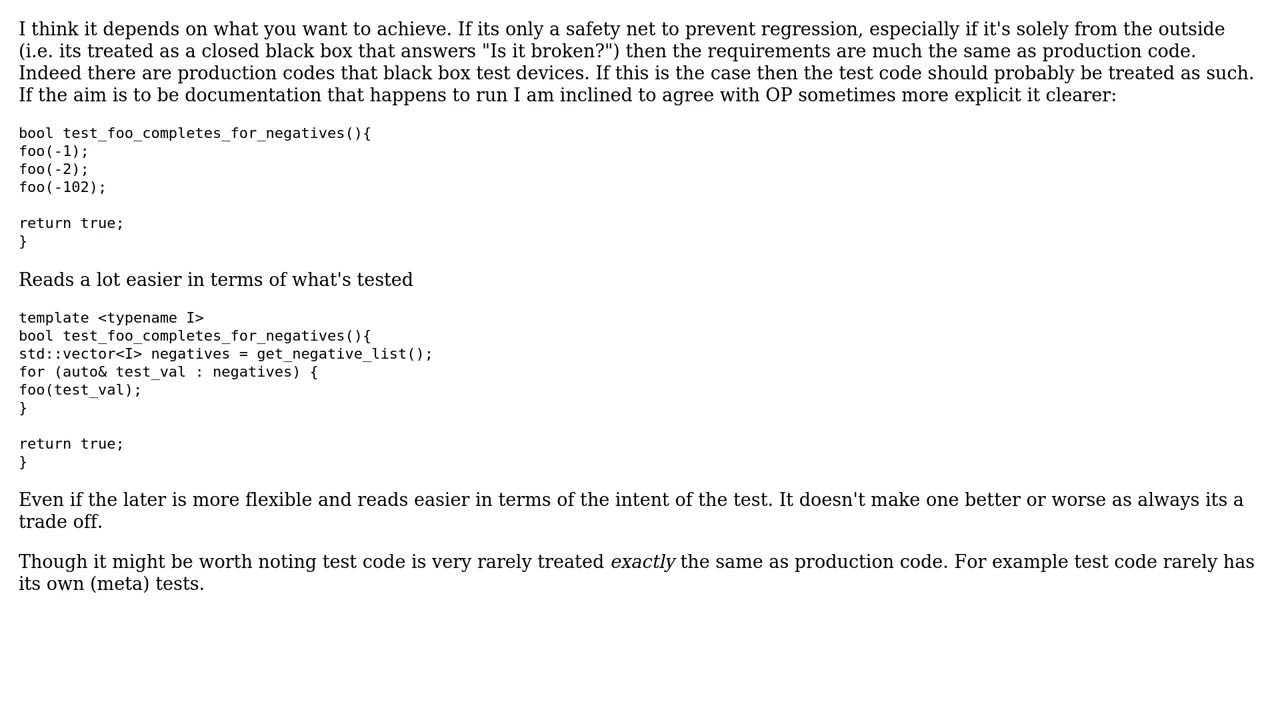 I think it depends on what you want to achieve. If its only a safety net to prevent regression, especially if it's solely from the outside
(i.e. its treated as a closed black box that answers "Is it broken?") then the requirements are much the same as production code.
Indeed there are production codes that black box test devices. If this is the case then the test code should probably be treated as such.
If the aim is to be documentation that happens to run I am inclined to agree with OP sometimes more explicit it clearer:
bool test_foo_completes_for_negatives(){
foo(-1);
foo(-2);
foo(-102);
return true;
}
Reads a lot easier in terms of what's tested
template <typename I>
bool test_foo_completes_for_negatives(){
std::vector<I> negatives = get_negative_list();
for (auto& test_val : negatives) {
foo(test_val);
}
return true;
}
Even if the later is more flexible and reads easier in terms of the intent of the test. It doesn't make one better or worse as always its a
trade off.
Though it might be worth noting test code is very rarely treated exactly the same as production code. For example test code rarely has
its own (meta) tests.